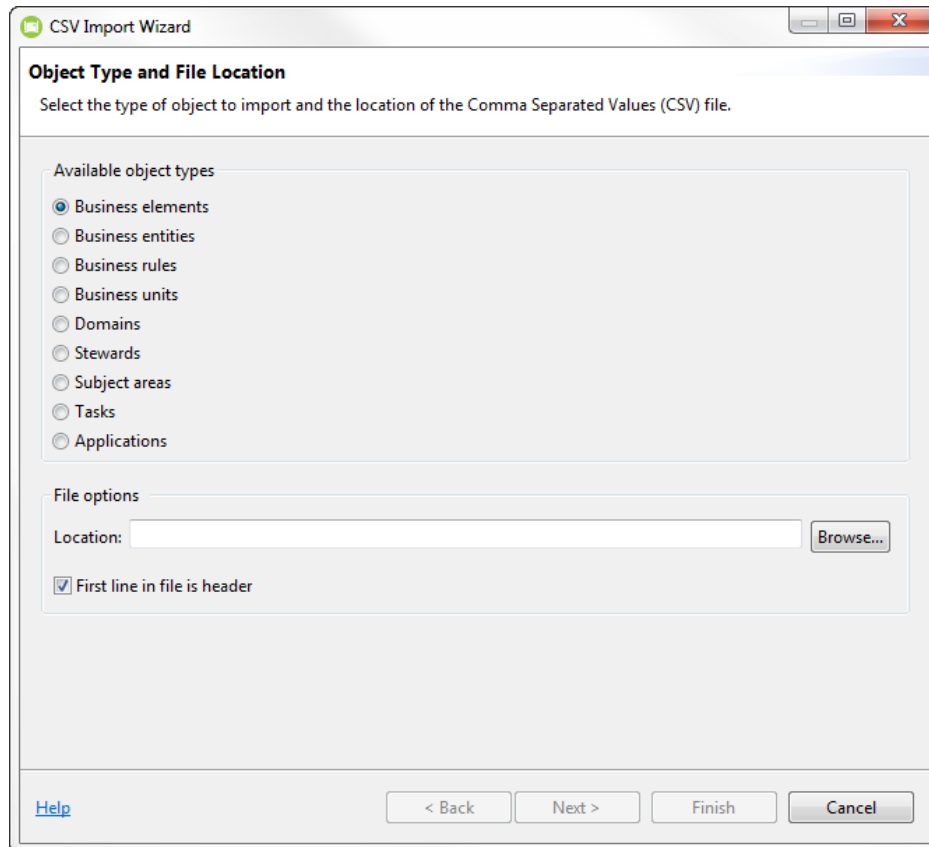 CSV Import Wizard
Object Type and File Location
Select the type of object to import and the location of the Comma Separated Values (CSV) file.
Available object types
Business elements
Business entities
Business rules
Business units
Domains
Stewards
Subject areas
Tasks
Applications
File options
Location: Browse...
First line in file is header
Help < Back Next > Finish Cancel